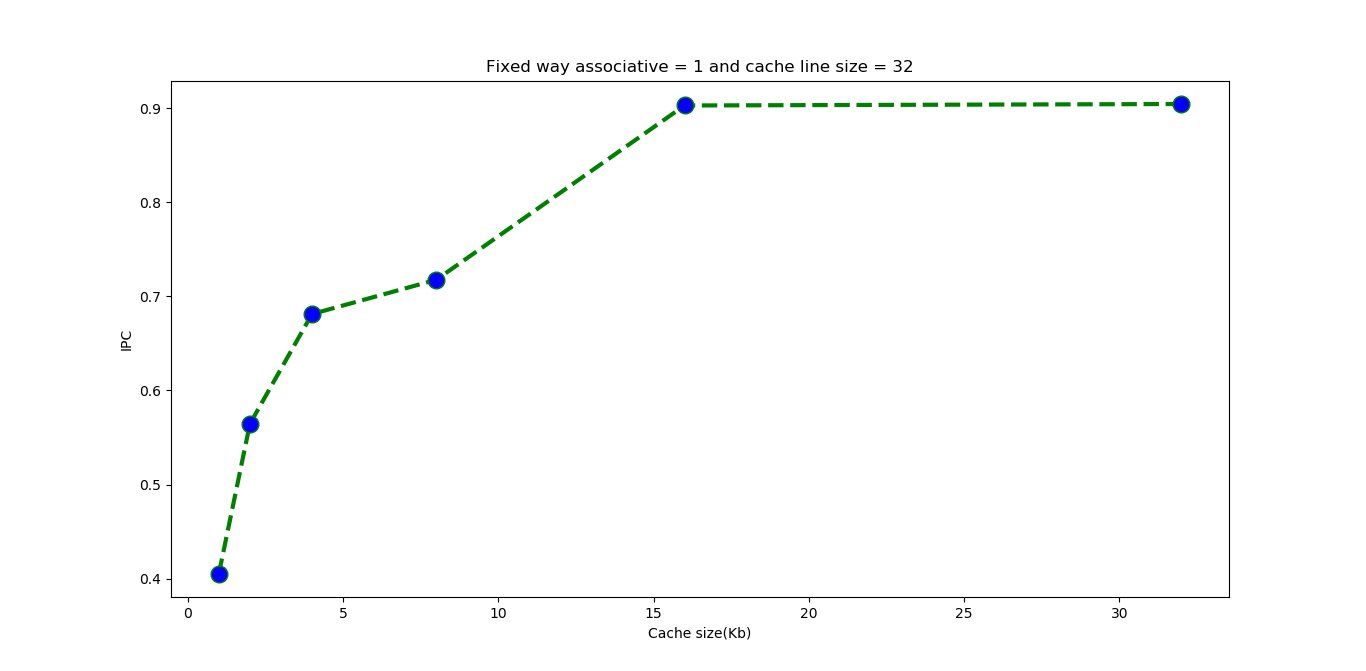 Fixed way associative = 1 and cache line size = 32
0.9
0.8
0.7
0.6
0.5
0.4
IPC
0 5 10 15 20 25 30
Cache size(Kb)